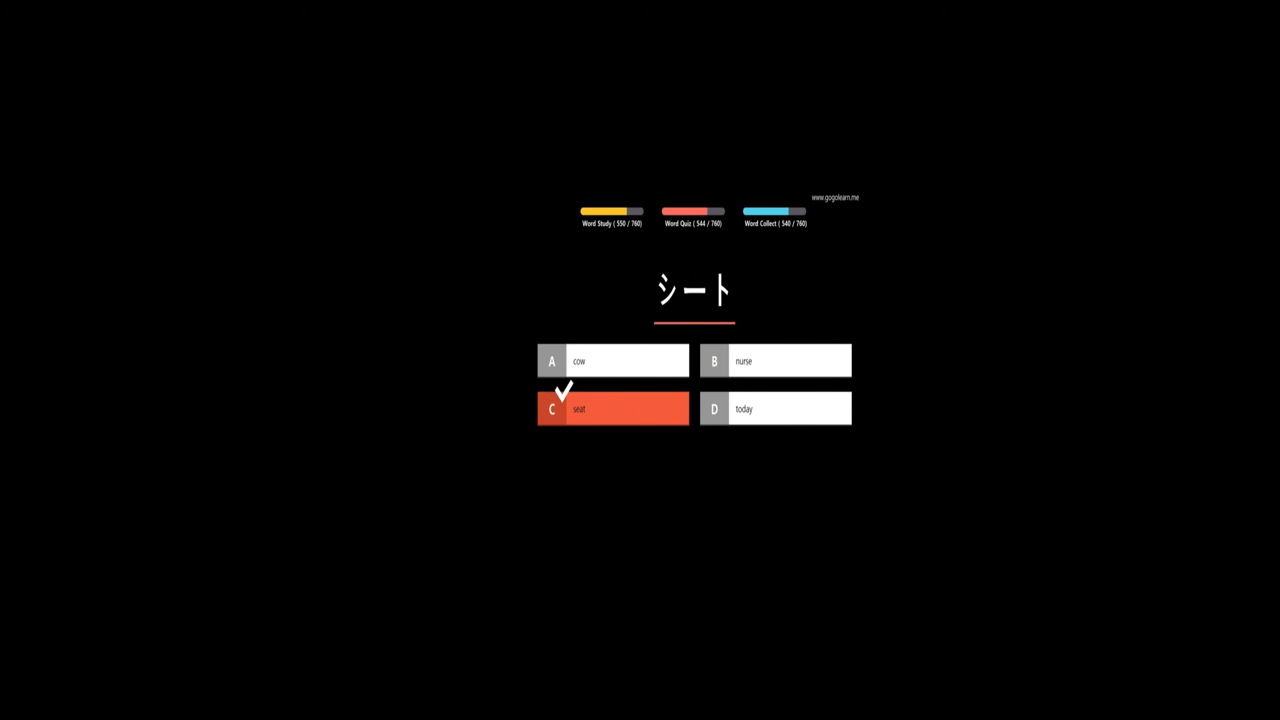 www.gogolearn.me
Word Study ( 550 / 760)
Word Quiz ( 544 / 760)
Word Collect ( 540 / 760)
シート
A cow
B nurse
C seat
D today